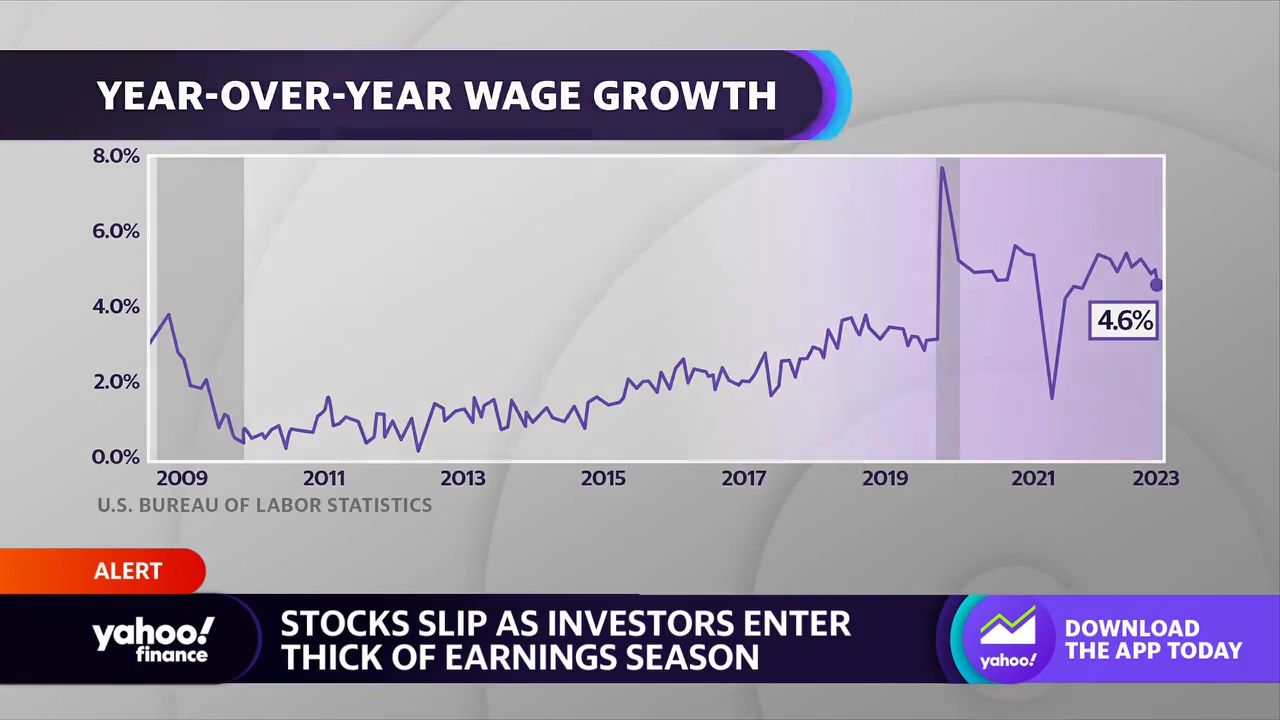 YEAR-OVER-YEAR WAGE GROWTH
8.0%
6.0%
4.0%
2.0%
0.0%
4.6%
2009 2011 2013 2015 2017 2019 2021 2023
U.S. BUREAU OF LABOR STATISTICS
ALERT
yahoo!
finance
STOCKS SLIP AS INVESTORS ENTER
THICK OF EARNINGS SEASON
yahoo!
DOWNLOAD
THE APP TODAY